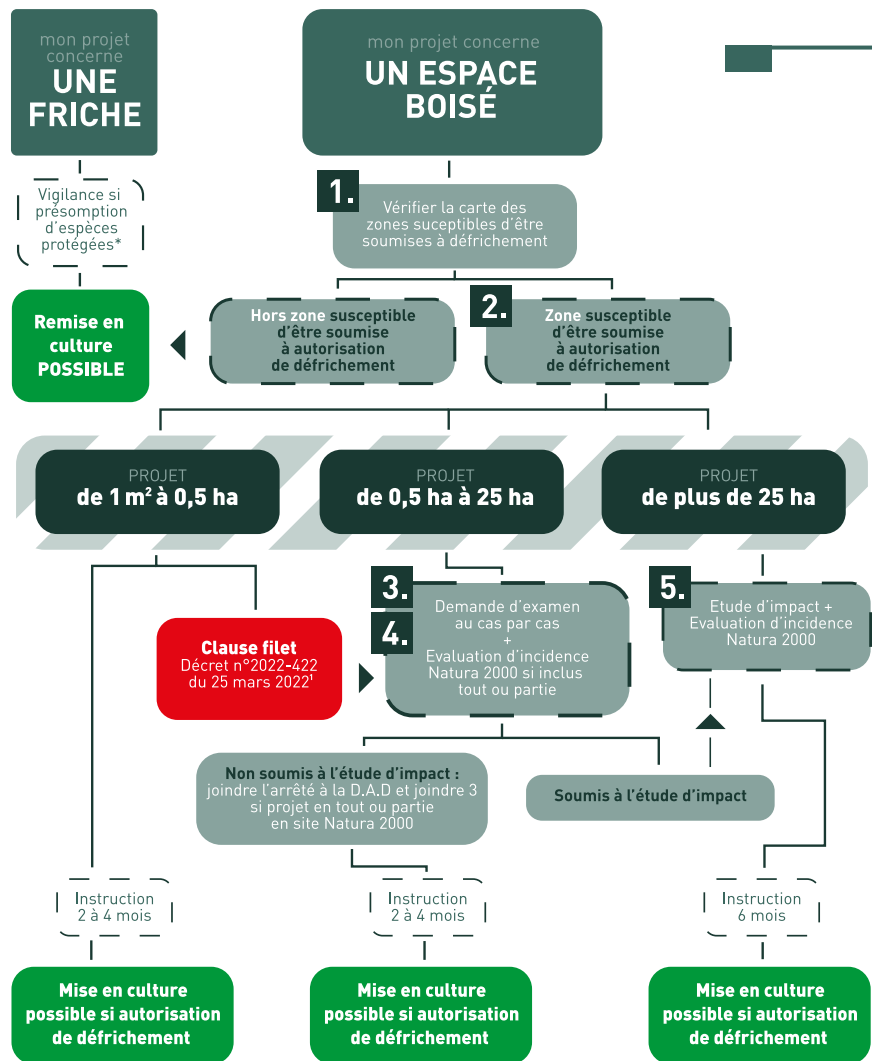 mon projet
concerne
UNE
FRICHE
mon projet concerne
UN ESPACE
BOISÉ
Vigilance si
présomption
d'espèces
protégées*
1.
Vérifier la carte des
zones suceptibles d'être
soumises à défrichement
Remise en
culture
POSSIBLE
Hors zone susceptible
d'être soumise
à autorisation
de défrichement
2.
Zone susceptible
d'être soumise
à autorisation
de défrichement
PROJET
de 1 m² à 0,5 ha
PROJET
de 0,5 ha à 25 ha
PROJET
de plus de 25 ha
Clause filet
Décret n°2022-422
du 25 mars 2022¹
3.
4.
Demande d'examen
au cas par cas
+
Evaluation d'incidence
Natura 2000 si inclus
tout ou partie
5.
Etude d'impact +
Evaluation d'incidence
Natura 2000
Non soumis à l'étude d'impact :
joindre l'arrêté à la D.A.D et joindre 3
si projet en tout ou partie
en site Natura 2000
Soumis à l'étude d'impact
Instruction
2 à 4 mois
Instruction
2 à 4 mois
Instruction
6 mois
Mise en culture
possible si autorisation
de défrichement
Mise en culture
possible si autorisation
de défrichement
Mise en culture
possible si autorisation
de défrichement